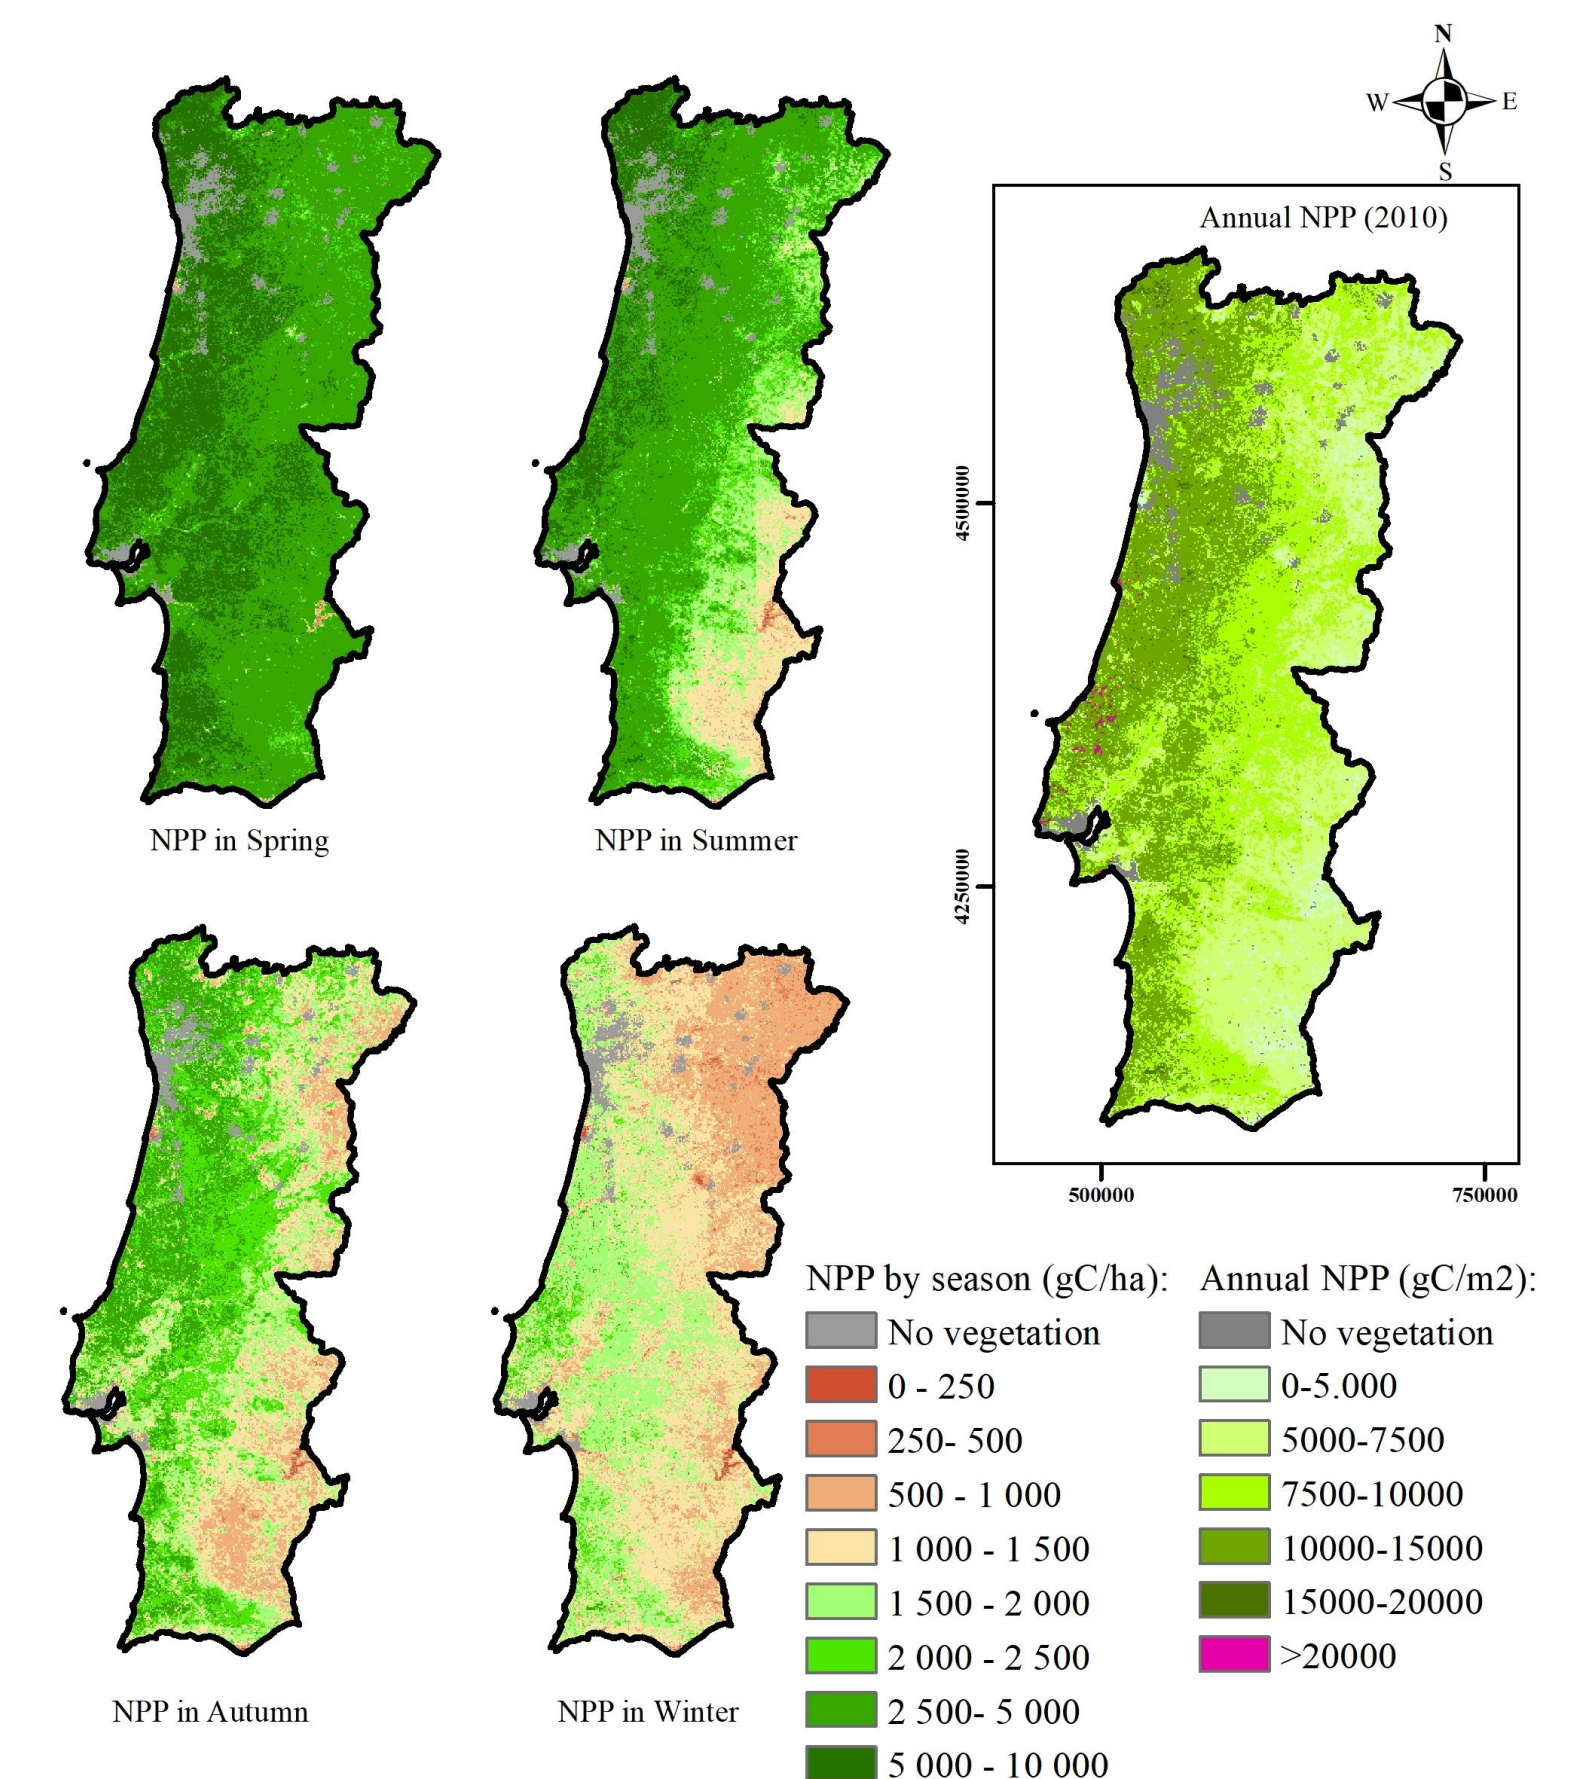 N
W E
S
Annual NPP (2010)
4500000
4250000
500000 750000
NPP in Spring
NPP in Summer
NPP in Autumn
NPP in Winter
NPP by season (gC/ha):
No vegetation
0 - 250
250- 500
500 - 1 000
1 000 - 1 500
1 500 - 2 000
2 000 - 2 500
2 500- 5 000
5 000 - 10 000
Annual NPP (gC/m2):
No vegetation
0-5.000
5000-7500
7500-10000
10000-15000
15000-20000
>20000